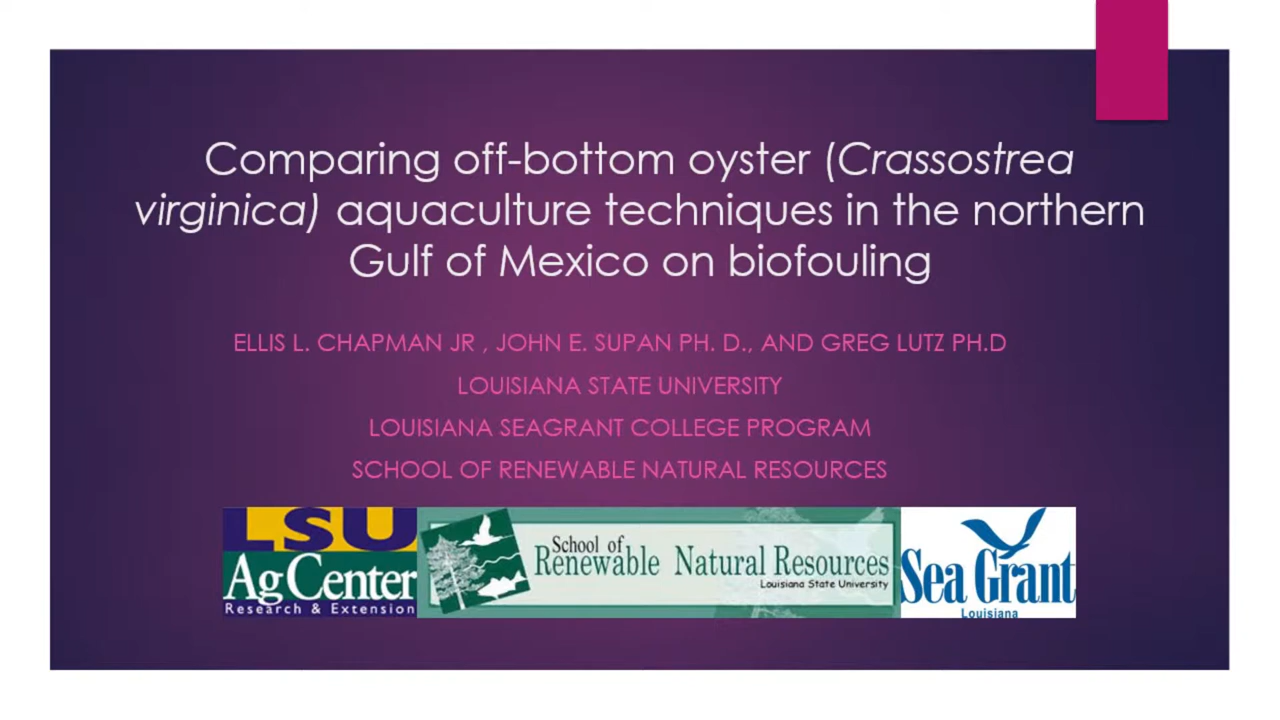 Comparing off-bottom oyster (Crassostrea
virginica) aquaculture techniques in the northern
Gulf of Mexico on biofouling
ELLIS L. CHAPMAN JR , JOHN E. SUPAN PH. D., AND GREG LUTZ PH.D
LOUISIANA STATE UNIVERSITY
LOUISIANA SEAGRANT COLLEGE PROGRAM
SCHOOL OF RENEWABLE NATURAL RESOURCES
LSU
AgCenter
Research & Extension
School of
Renewable Natural Resources
Louisiana State University
Sea Grant
Louisiana